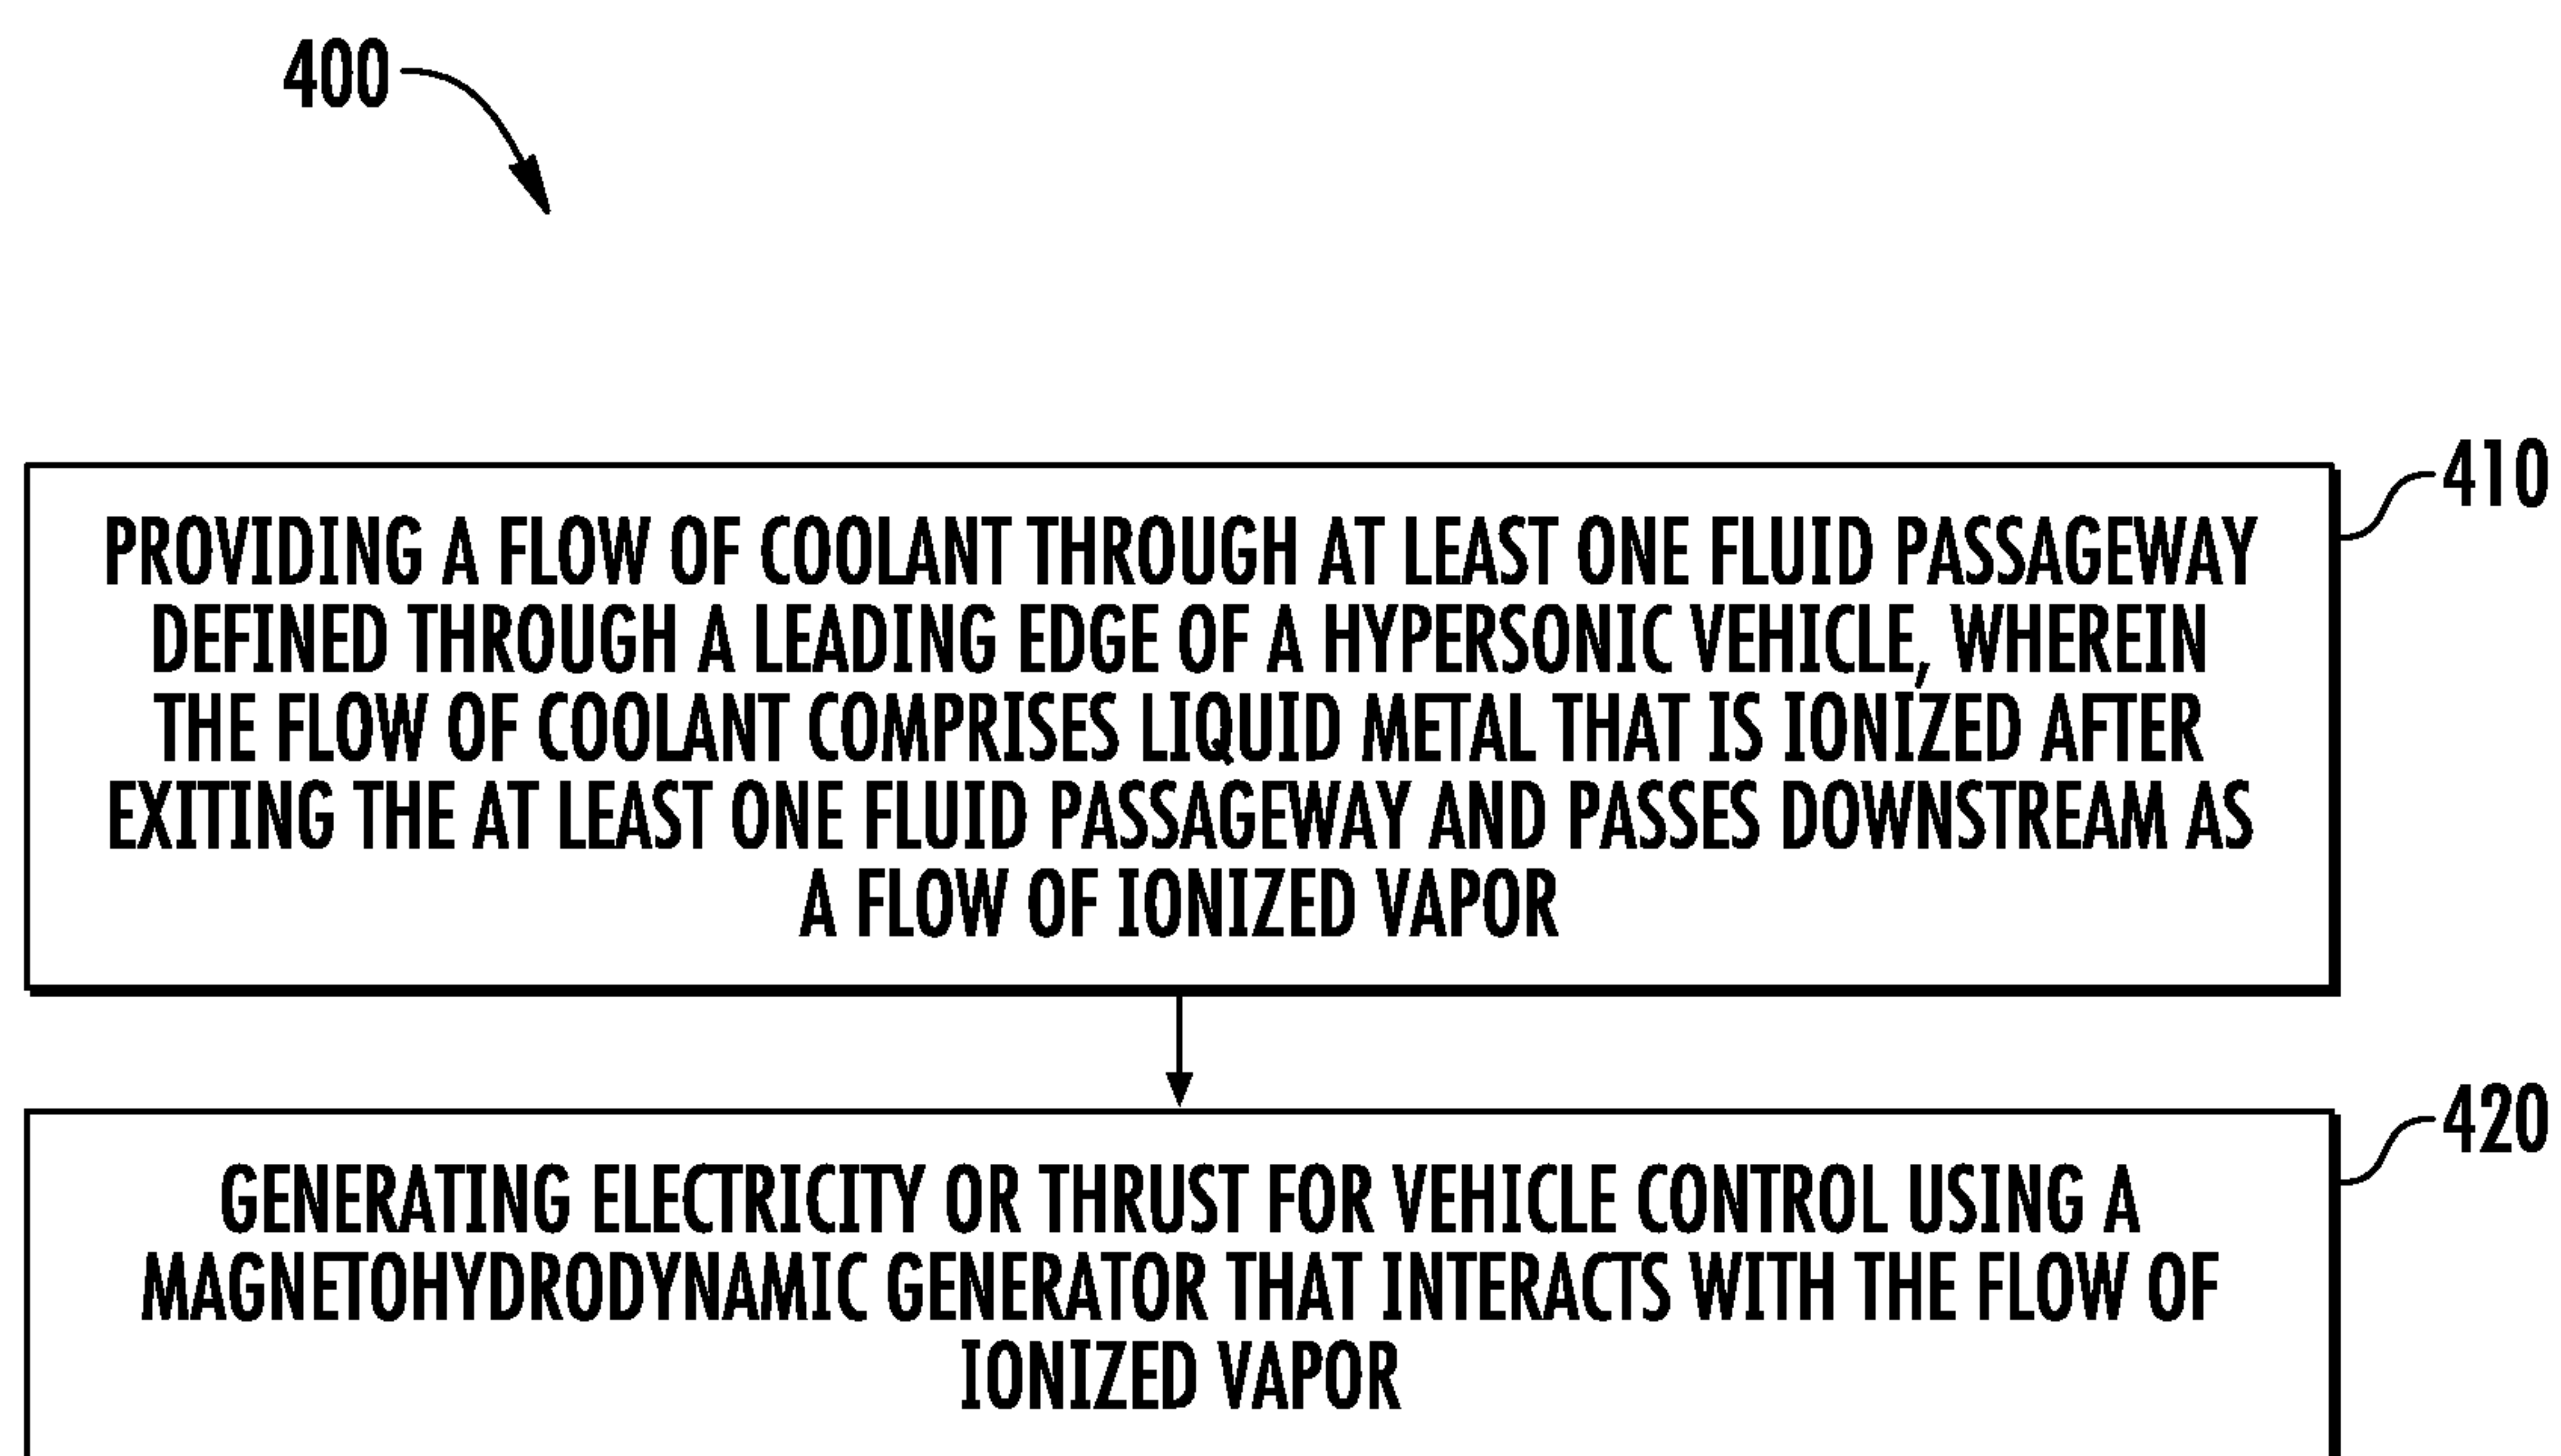 400
410
PROVIDING A FLOW OF COOLANT THROUGH AT LEAST ONE FLUID PASSAGEWAY
DEFINED THROUGH A LEADING EDGE OF A HYPERSONIC VEHICLE, WHEREIN
THE FLOW OF COOLANT COMPRISES LIQUID METAL THAT IS IONIZED AFTER
EXITING THE AT LEAST ONE FLUID PASSAGEWAY AND PASSES DOWNSTREAM AS
A FLOW OF IONIZED VAPOR
420
GENERATING ELECTRICITY OR THRUST FOR VEHICLE CONTROL USING A
MAGNETOHYDRODYNAMIC GENERATOR THAT INTERACTS WITH THE FLOW OF
IONIZED VAPOR